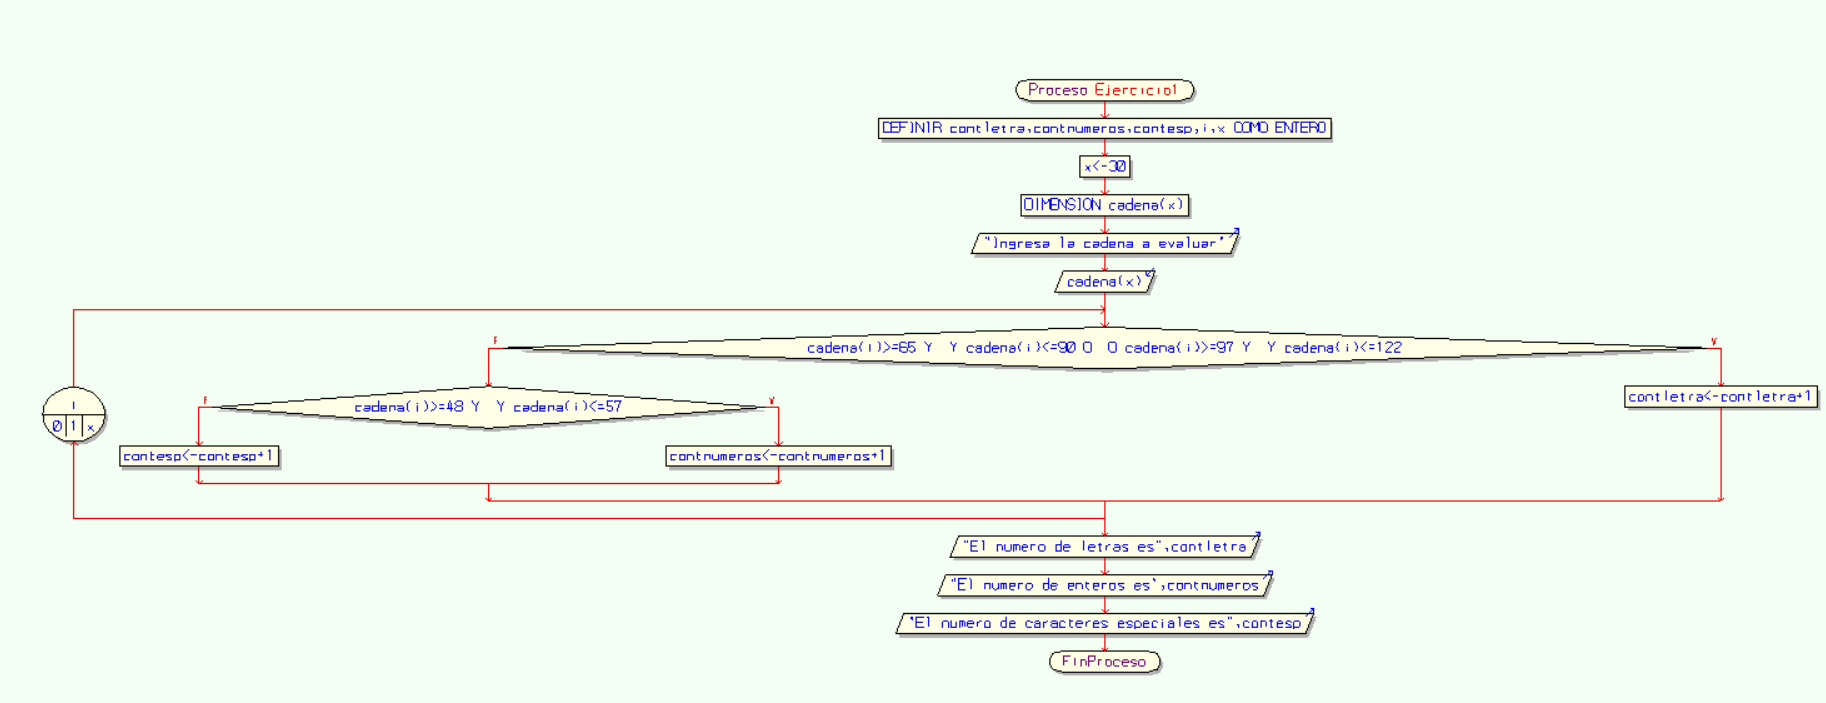 Proceso Ejercicio1
DEFINIR contletra,contnumeros,contesp,i,x COMO ENTERO
x<-30
DIMENSION cadena(x)
"Ingresa la cadena a evaluar"
cadena(x)
F
V
cadena(i)>=65 Y  Y cadena(i)<=90 O  O cadena(i)>=97 Y  Y cadena(i)<=122
contletra<-contletra+1
i
0 1 x
F
V
cadena(i)>=48 Y  Y cadena(i)<=57
contesp<-contesp+1
contnumeros<-contnumeros+1
"El numero de letras es",contletra
"El numero de enteros es",contnumeros
"El numero de caracteres especiales es",contesp
FinProceso